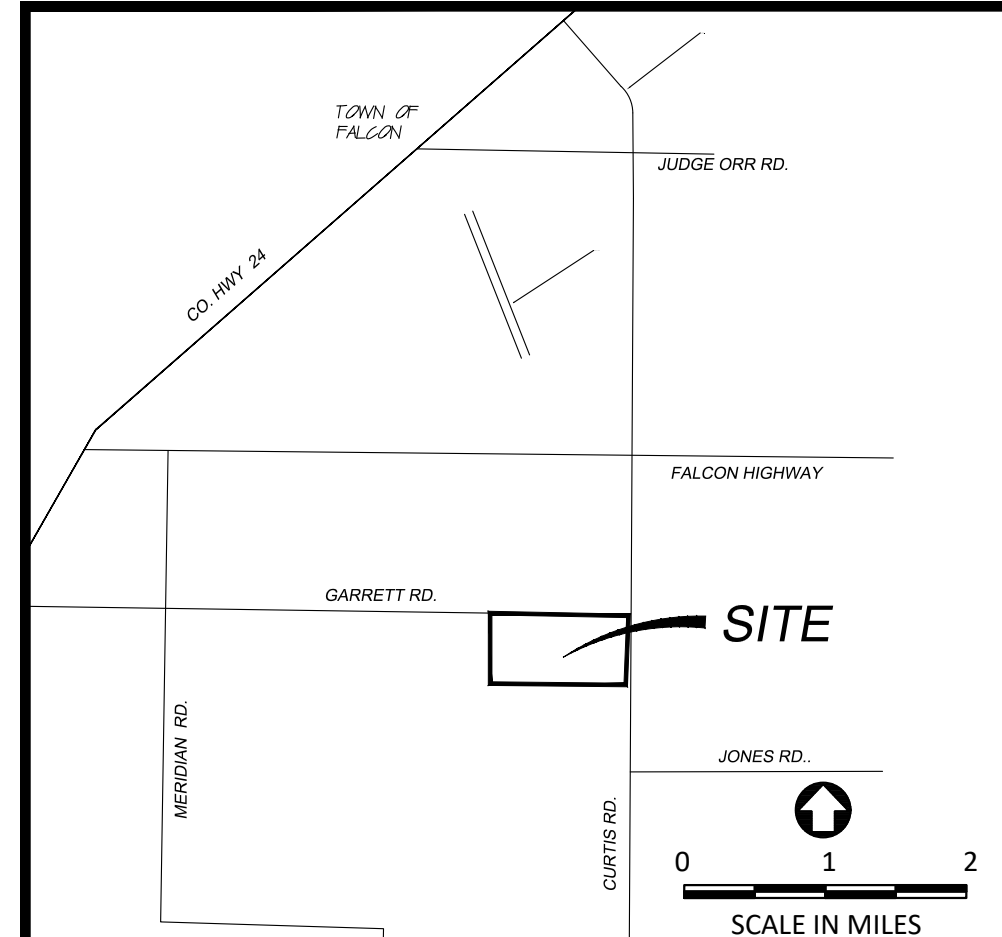 TOWN OF
FALCON
JUDGE ORR RD.
CO. HWY 24
FALCON HIGHWAY
GARRETT RD.
SITE
MERIDIAN RD.
JONES RD..
CURTIS RD.
0 1 2
SCALE IN MILES